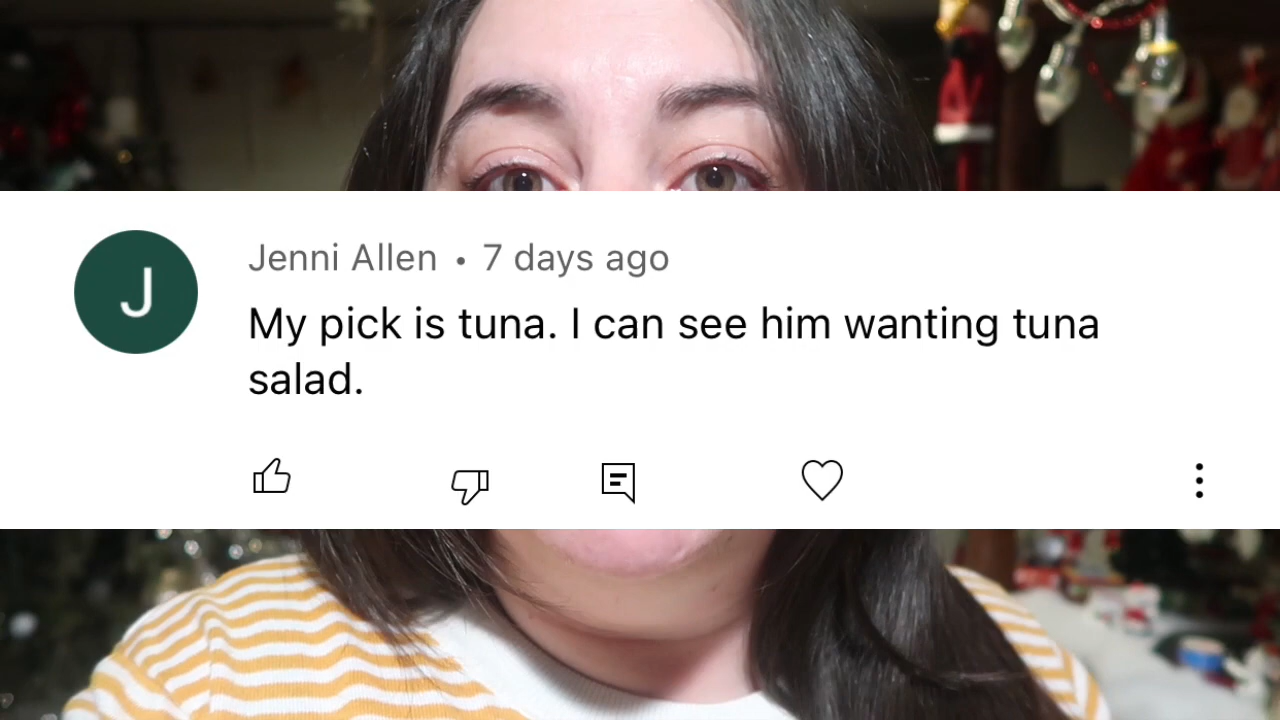 J
Jenni Allen • 7 days ago
My pick is tuna. I can see him wanting tuna
salad.